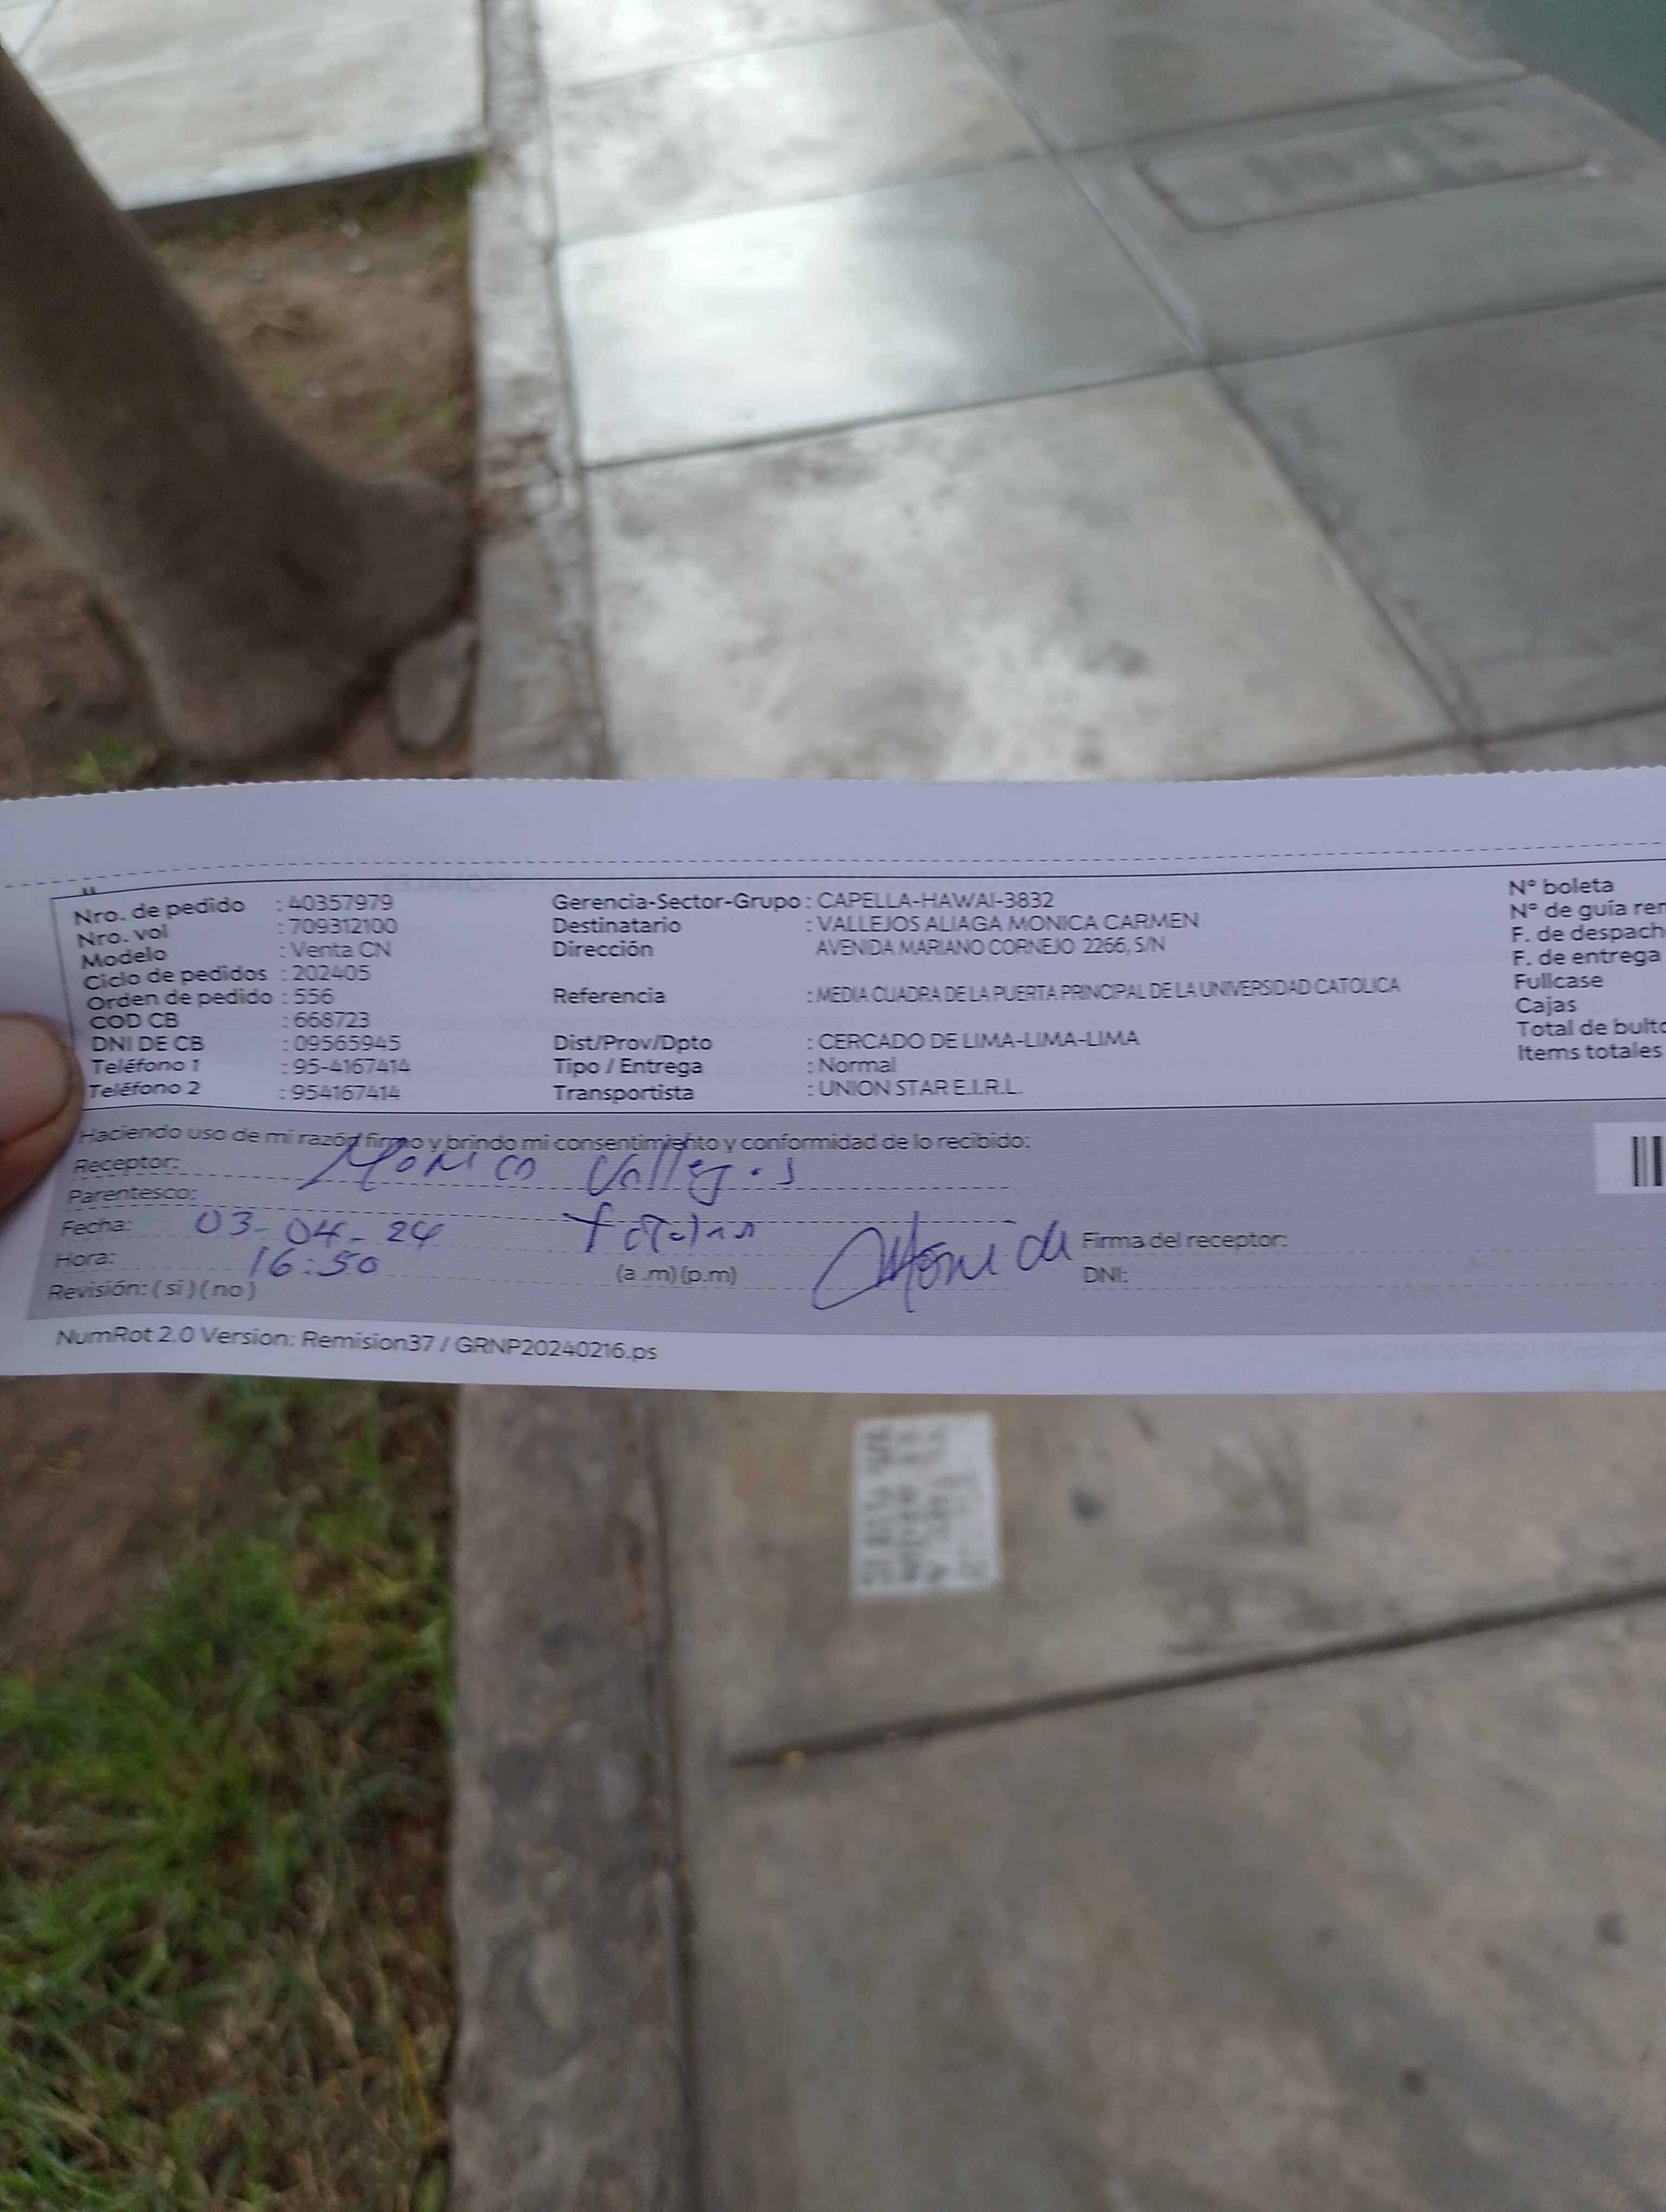 Nro. de pedido : 40357979 Gerencia-Sector-Grupo : CAPELLA-HAWAI-3832 N° boleta
Nro. vol : 709312100 Destinatario : VALLEJOS ALIAGA MONICA CARMEN N° de guía rem
Modelo : Venta CN Dirección AVENIDA MARIANO CORNEJO 2266, S/N F. de despach
Ciclo de pedidos : 202405 F. de entrega
Orden de pedido : 556 Referencia : MEDIA CUADRA DE LA PUERTA PRINCIPAL DE LA UNIVERSIDAD CATOLICA Fullcase
COD CB : 668723 Cajas
DNI DE CB : 09565945 Dist/Prov/Dpto : CERCADO DE LIMA-LIMA-LIMA Total de bulto
Teléfono 1 : 95-4167414 Tipo / Entrega : Normal Items totales
Teléfono 2 : 954167414 Transportista : UNION STAR E.I.R.L.
Haciendo uso de mi razón firmo y brindo mi consentimiento y conformidad de lo recibido:
Receptor: Monica Vallejos
Parentesco:
Fecha: 03-04-24
Hora: 16:50 (a.m) (p.m) Monica Firma del receptor:
Revisión: ( si ) ( no ) DNI:
NumRot 2.0 Version: Remision37 / GRNP20240216.ps